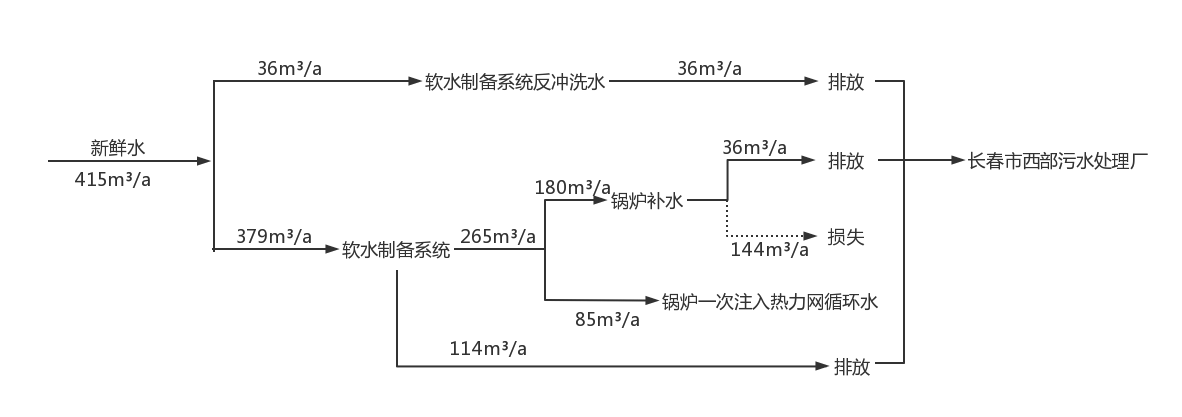 36m³/a
36m³/a
软水制备系统反冲洗水
排放
新鲜水
415m³/a
36m³/a
排放
长春市西部污水处理厂
180m³/a
锅炉补水
379m³/a
软水制备系统
265m³/a
损失
144m³/a
锅炉一次注入热力网循环水
85m³/a
114m³/a
排放